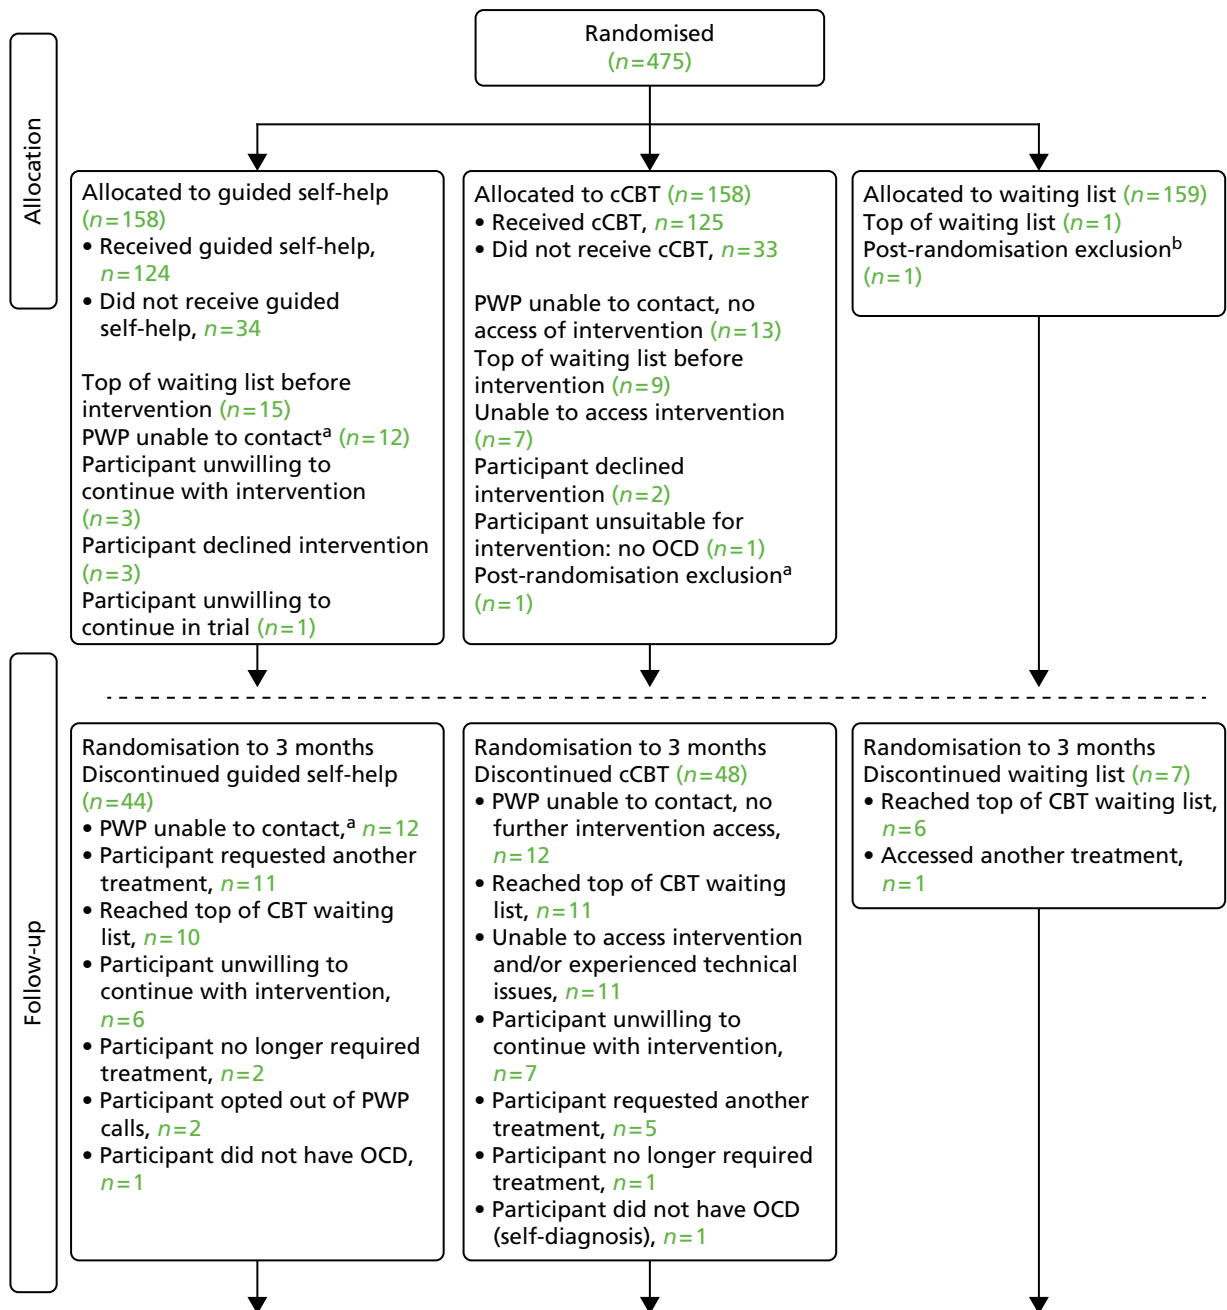 Randomised
(n=475)
Allocation
Allocated to guided self-help
(n=158)
• Received guided self-help,
n=124
• Did not receive guided
self-help, n=34
Top of waiting list before
intervention (n=15)
PWP unable to contactᵃ (n=12)
Participant unwilling to
continue with intervention
(n=3)
Participant declined intervention
(n=3)
Participant unwilling to
continue in trial (n=1)
Allocated to cCBT (n=158)
• Received cCBT, n=125
• Did not receive cCBT, n=33
PWP unable to contact, no
access of intervention (n=13)
Top of waiting list before
intervention (n=9)
Unable to access intervention
(n=7)
Participant declined
intervention (n=2)
Participant unsuitable for
intervention: no OCD (n=1)
Post-randomisation exclusionᵃ
(n=1)
Allocated to waiting list (n=159)
Top of waiting list (n=1)
Post-randomisation exclusionᵇ
(n=1)
Follow-up
Randomisation to 3 months
Discontinued guided self-help
(n=44)
• PWP unable to contact,ᵃ n=12
• Participant requested another
treatment, n=11
• Reached top of CBT waiting
list, n=10
• Participant unwilling to
continue with intervention,
n=6
• Participant no longer required
treatment, n=2
• Participant opted out of PWP
calls, n=2
• Participant did not have OCD,
n=1
Randomisation to 3 months
Discontinued cCBT (n=48)
• PWP unable to contact, no
further intervention access,
n=12
• Reached top of CBT waiting
list, n=11
• Unable to access intervention
and/or experienced technical
issues, n=11
• Participant unwilling to
continue with intervention,
n=7
• Participant requested another
treatment, n=5
• Participant no longer required
treatment, n=1
• Participant did not have OCD
(self-diagnosis), n=1
Randomisation to 3 months
Discontinued waiting list (n=7)
• Reached top of CBT waiting list,
n=6
• Accessed another treatment,
n=1